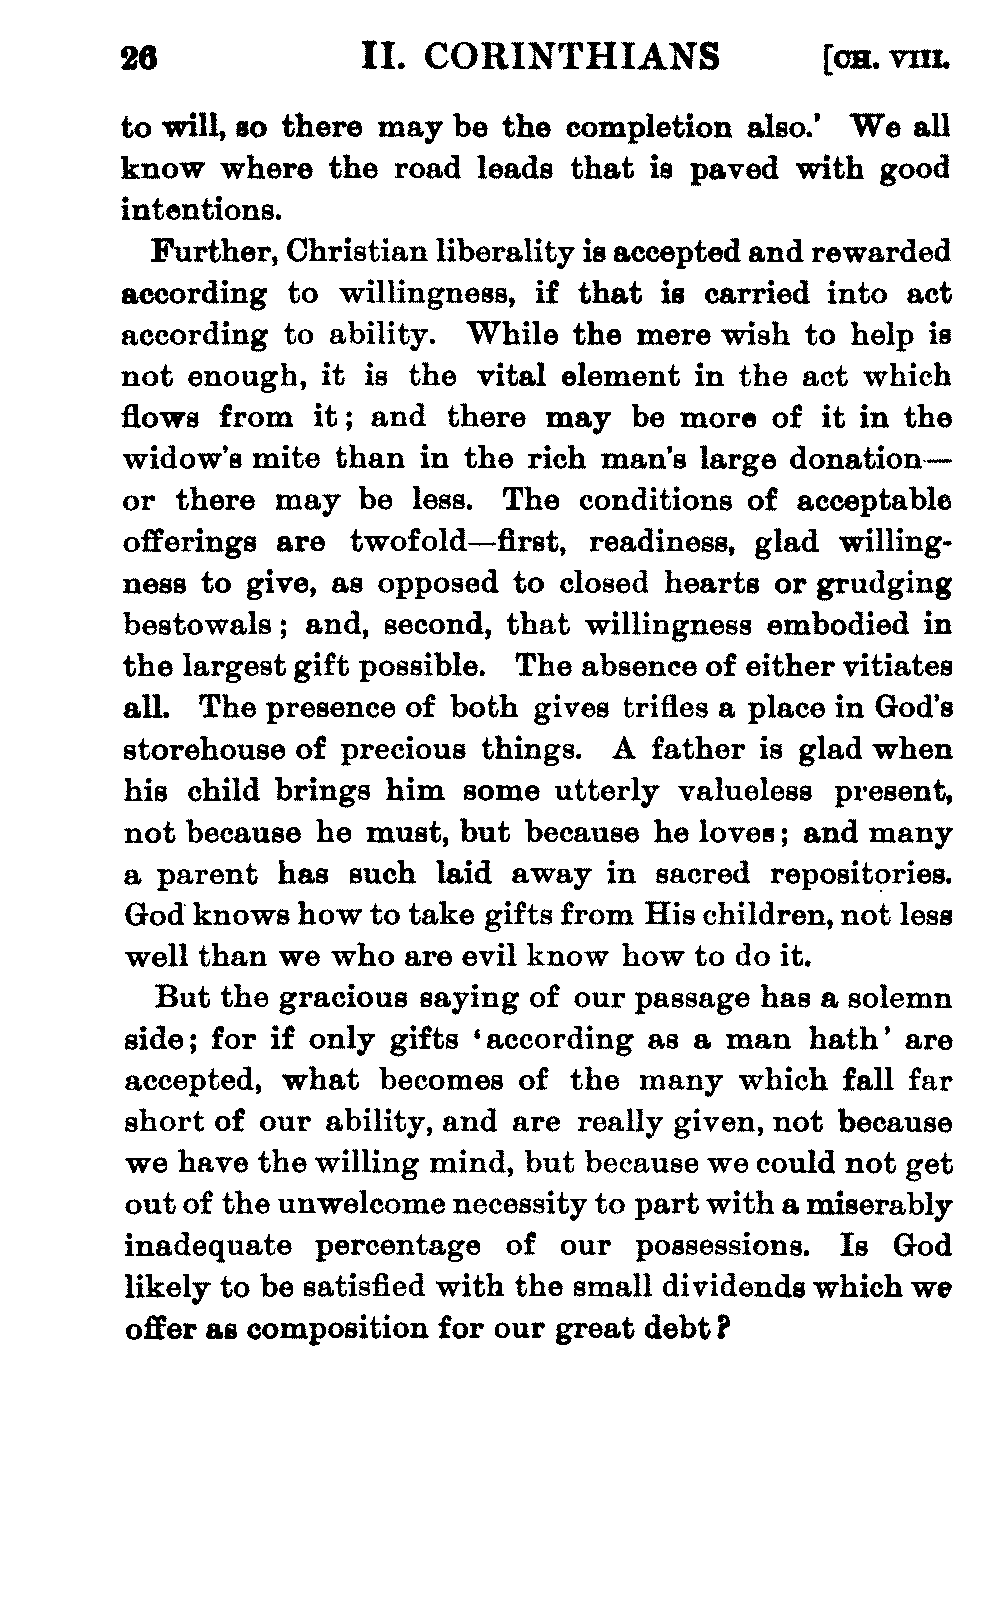 26 II. CORINTHIANS [CH. VIII.
to will, so there may be the completion also.' We all
know where the road leads that is paved with good
intentions.
Further, Christian liberality is accepted and rewarded
according to willingness, if that is carried into act
according to ability. While the mere wish to help is
not enough, it is the vital element in the act which
flows from it; and there may be more of it in the
widow's mite than in the rich man's large donation—
or there may be less. The conditions of acceptable
offerings are twofold—first, readiness, glad willing-
ness to give, as opposed to closed hearts or grudging
bestowals; and, second, that willingness embodied in
the largest gift possible. The absence of either vitiates
all. The presence of both gives trifles a place in God's
storehouse of precious things. A father is glad when
his child brings him some utterly valueless present,
not because he must, but because he loves; and many
a parent has such laid away in sacred repositories.
God knows how to take gifts from His children, not less
well than we who are evil know how to do it.
But the gracious saying of our passage has a solemn
side; for if only gifts 'according as a man hath' are
accepted, what becomes of the many which fall far
short of our ability, and are really given, not because
we have the willing mind, but because we could not get
out of the unwelcome necessity to part with a miserably
inadequate percentage of our possessions. Is God
likely to be satisfied with the small dividends which we
offer as composition for our great debt?